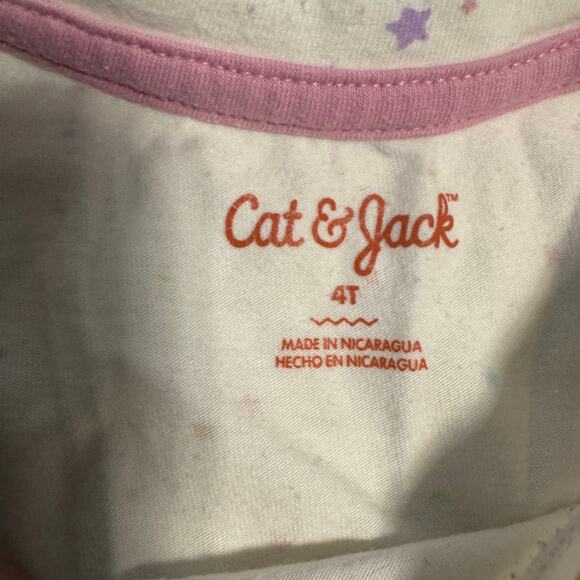 Cat & Jack™
4T
MADE IN NICARAGUA
HECHO EN NICARAGUA